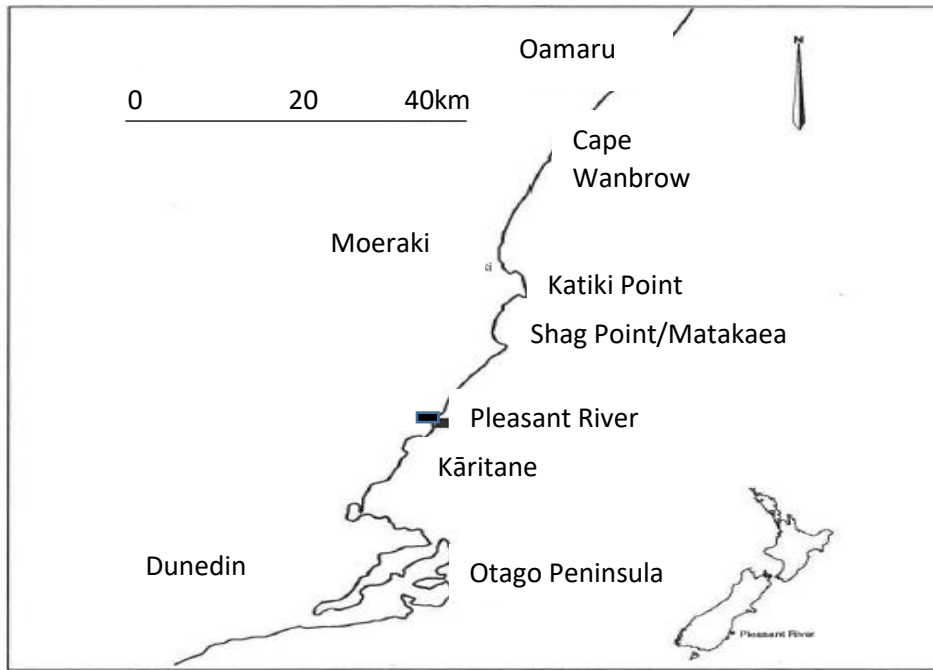 Oamaru
N
0 20 40km
Cape
Wanbrow
Moeraki
Katiki Point
Shag Point/Matakaea
Pleasant River
Kāritane
Dunedin
Otago Peninsula
Pleasant River